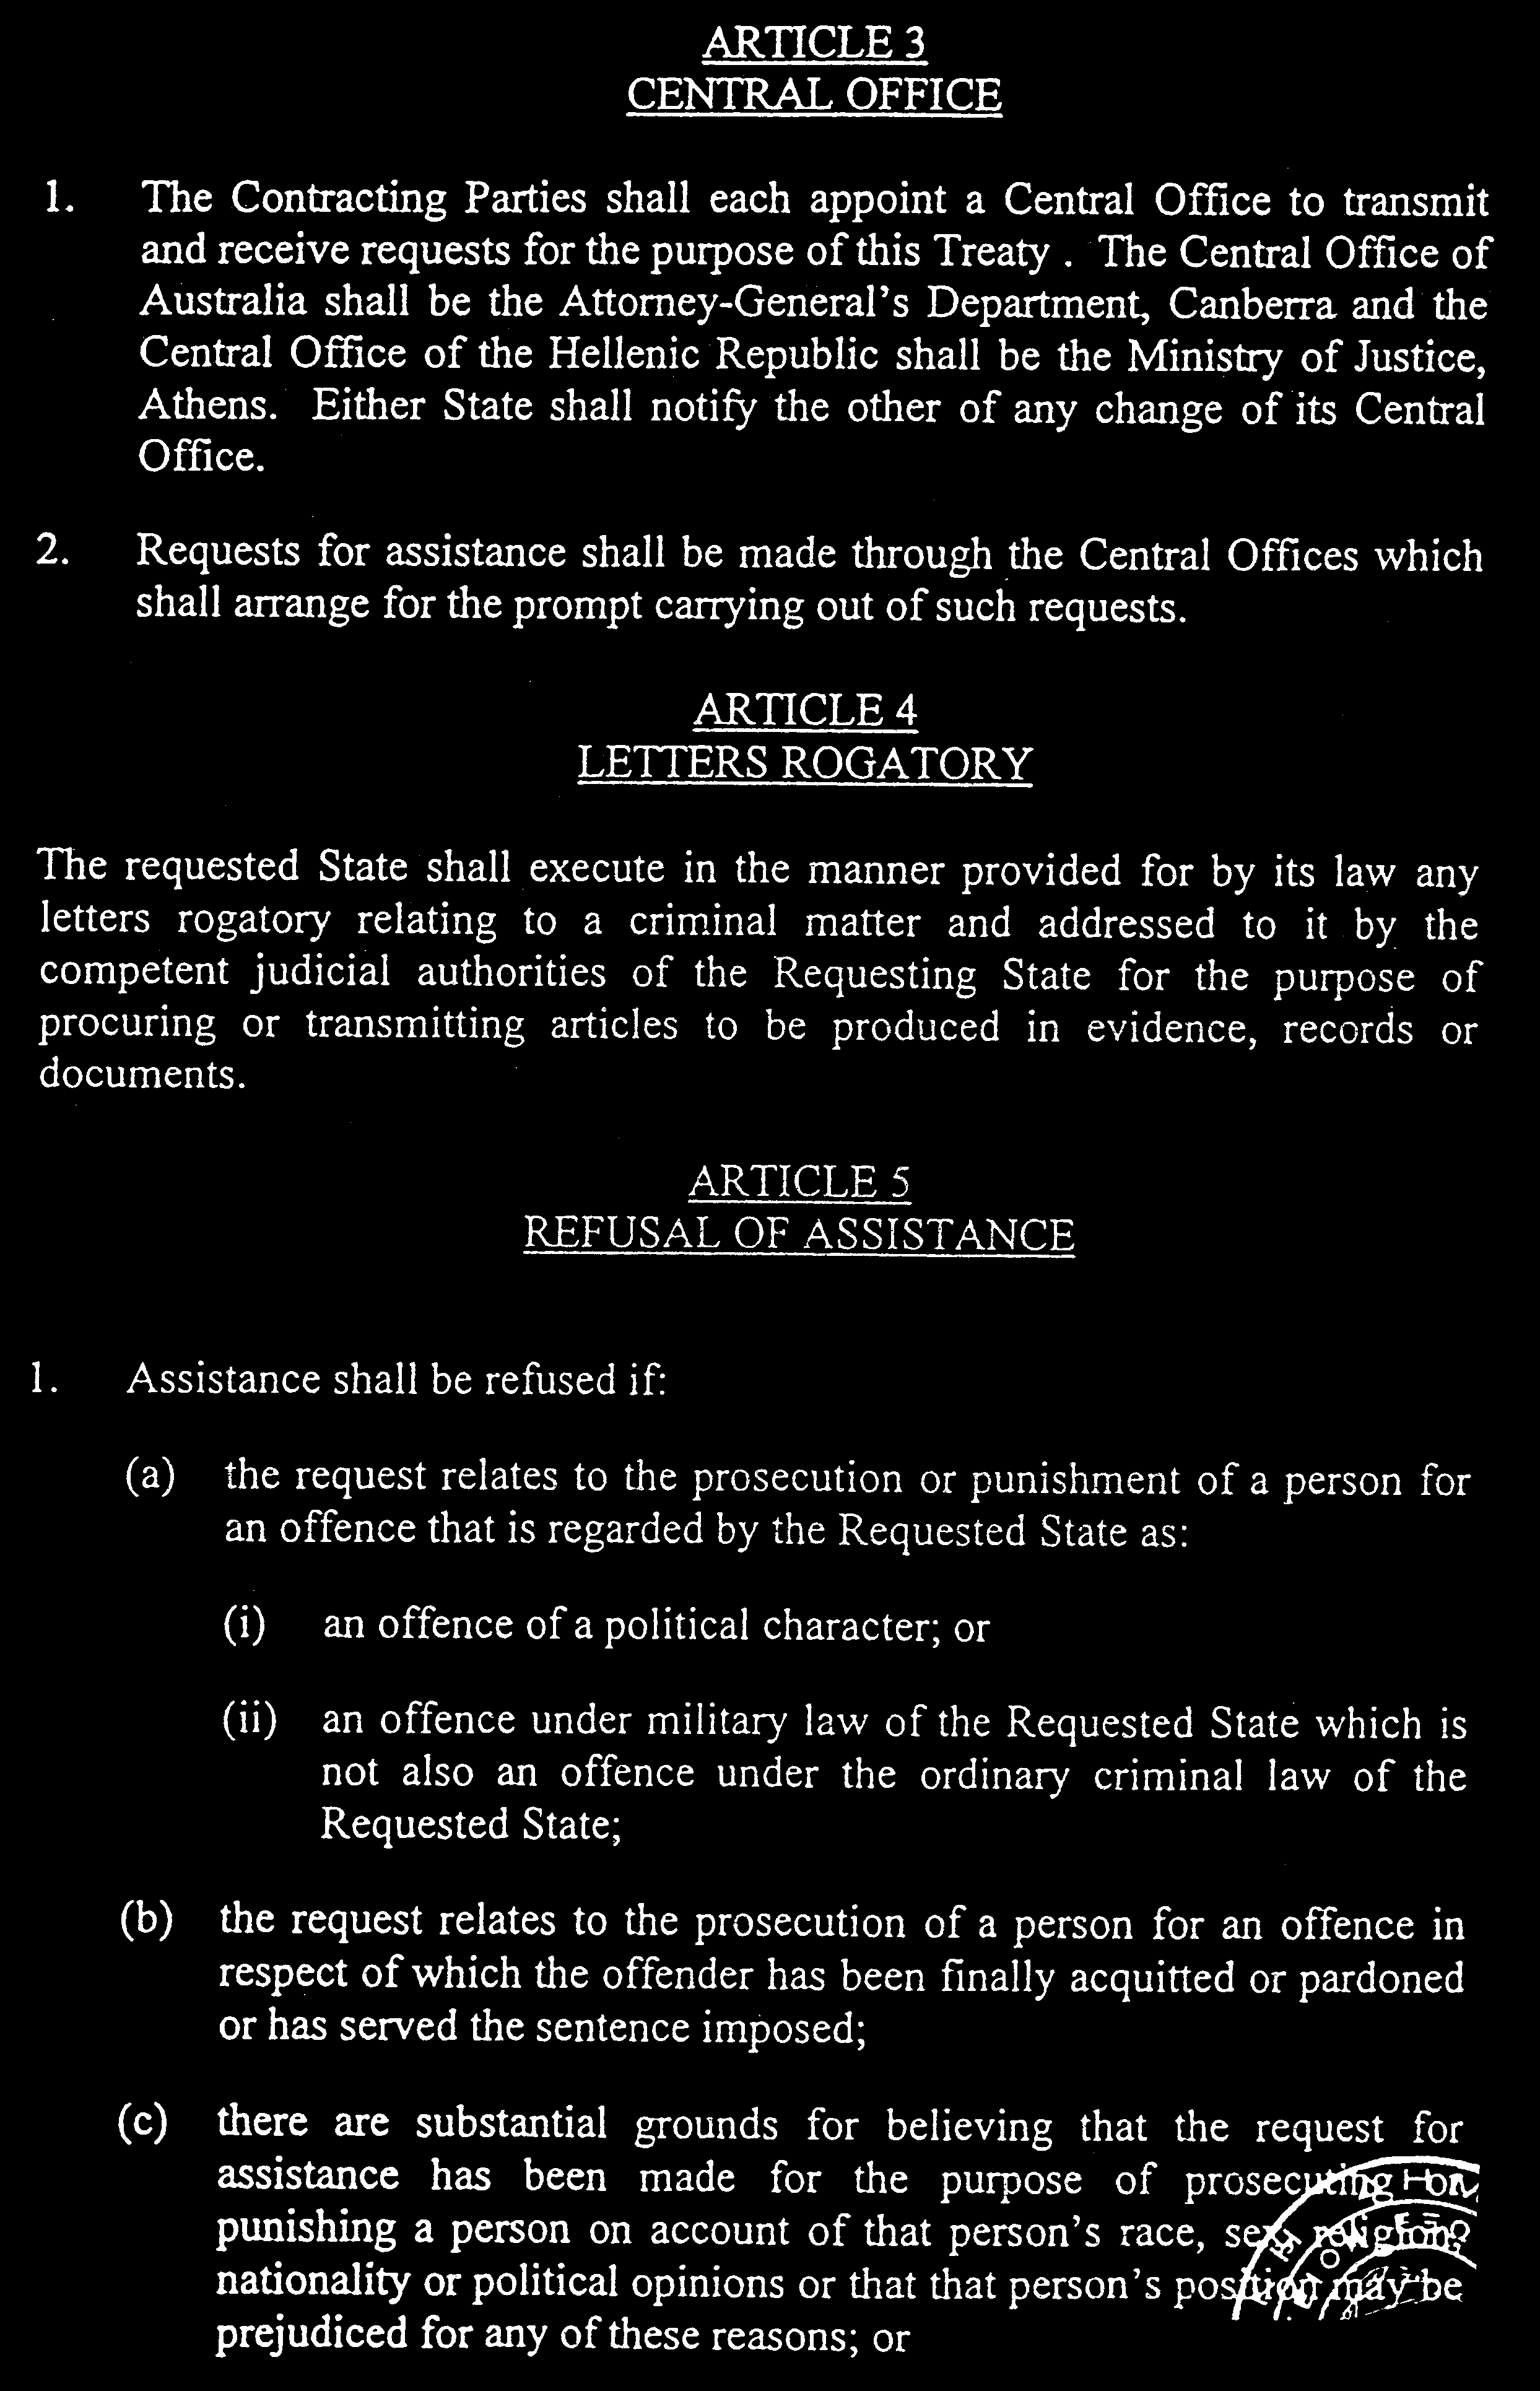 ARTICLE 3
CENTRAL OFFICE
1. The Contracting Parties shall each appoint a Central Office to transmit
and receive requests for the purpose of this Treaty . The Central Office of
Australia shall be the Attorney-General's Department, Canberra and the
Central Office of the Hellenic Republic shall be the Ministry of Justice,
Athens. Either State shall notify the other of any change of its Central
Office.
2. Requests for assistance shall be made through the Central Offices which
shall arrange for the prompt carrying out of such requests.
ARTICLE 4
LETTERS ROGATORY
The requested State shall execute in the manner provided for by its law any
letters rogatory relating to a criminal matter and addressed to it by the
competent judicial authorities of the Requesting State for the purpose of
procuring or transmitting articles to be produced in evidence, records or
documents.
ARTICLE 5
REFUSAL OF ASSISTANCE
1. Assistance shall be refused if:
(a) the request relates to the prosecution or punishment of a person for
an offence that is regarded by the Requested State as:
(i) an offence of a political character; or
(ii) an offence under military law of the Requested State which is
not also an offence under the ordinary criminal law of the
Requested State;
(b) the request relates to the prosecution of a person for an offence in
respect of which the offender has been finally acquitted or pardoned
or has served the sentence imposed;
(c) there are substantial grounds for believing that the request for
assistance has been made for the purpose of prosecuting or
punishing a person on account of that person's race, sex, religion,
nationality or political opinions or that that person's position may be
prejudiced for any of these reasons; or